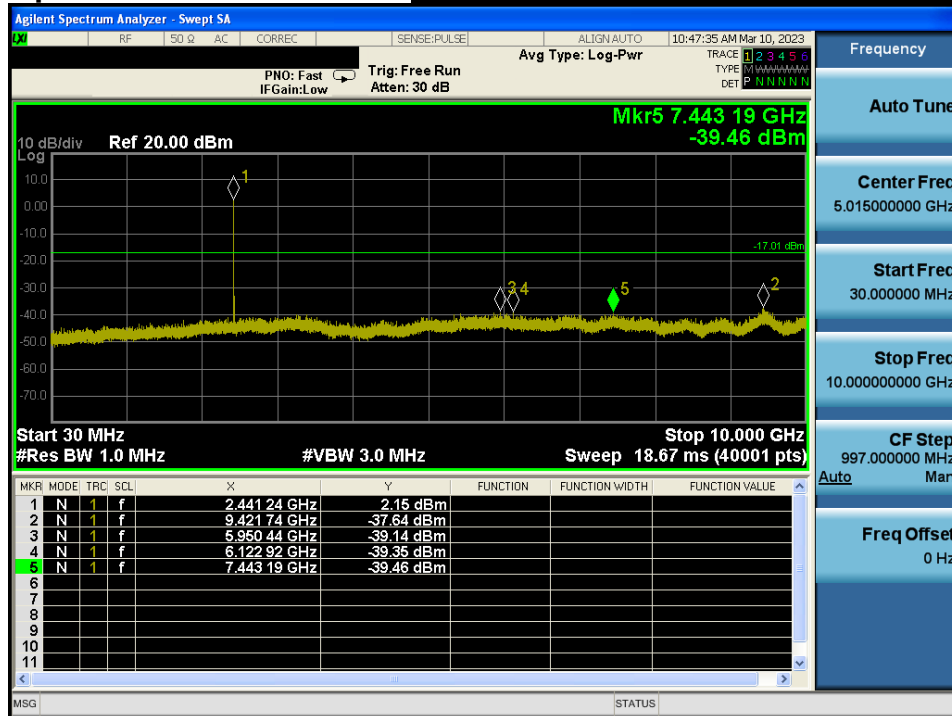 Agilent Spectrum Analyzer - Swept SA
LXI RF 50 Ω AC CORREC SENSE:PULSE ALIGNAUTO 10:47:35 AM Mar 10, 2023
Avg Type: Log-Pwr
TRACE 1 2 3 4 5 6
TYPE M
DET P N N N N N
PNO: Fast
IFGain:Low
Trig: Free Run
Atten: 30 dB
Mkr5 7.443 19 GHz
-39.46 dBm
10 dB/div Ref 20.00 dBm
Log
10.0
0.00
-10.0
-20.0
-30.0
-40.0
-50.0
-60.0
-70.0
1
3 4
5
2
-17.01 dBm
Start 30 MHz Stop 10.000 GHz
#Res BW 1.0 MHz #VBW 3.0 MHz Sweep 18.67 ms (40001 pts)
MKR MODE TRC SCL X Y FUNCTION FUNCTION WIDTH FUNCTION VALUE
1 N 1 f 2.441 24 GHz 2.15 dBm
2 N 1 f 9.421 74 GHz -37.64 dBm
3 N 1 f 5.950 44 GHz -39.14 dBm
4 N 1 f 6.122 92 GHz -39.35 dBm
5 N 1 f 7.443 19 GHz -39.46 dBm
6
7
8
9
10
11
MSG STATUS
Frequency
Auto Tune
Center Freq
5.015000000 GHz
Start Freq
30.000000 MHz
Stop Freq
10.000000000 GHz
CF Step
997.000000 MHz
Auto Man
Freq Offset
0 Hz